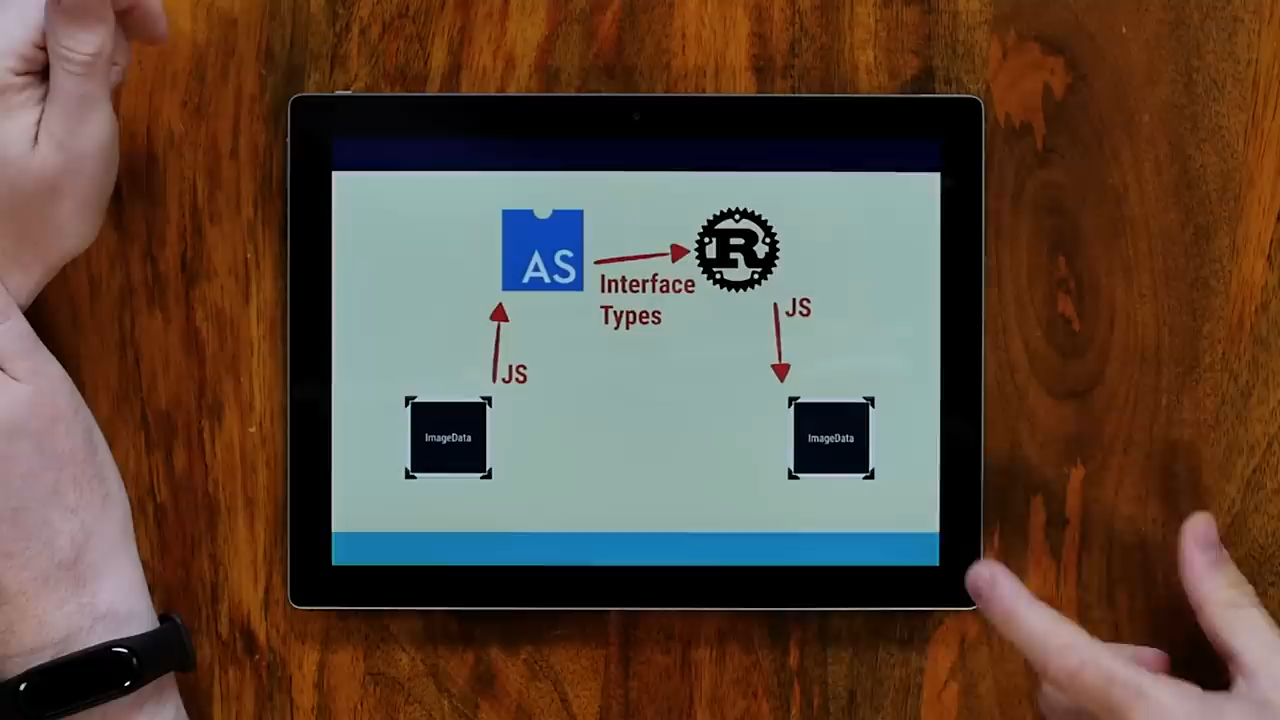 AS
R
Interface
Types
JS
JS
ImageData
ImageData